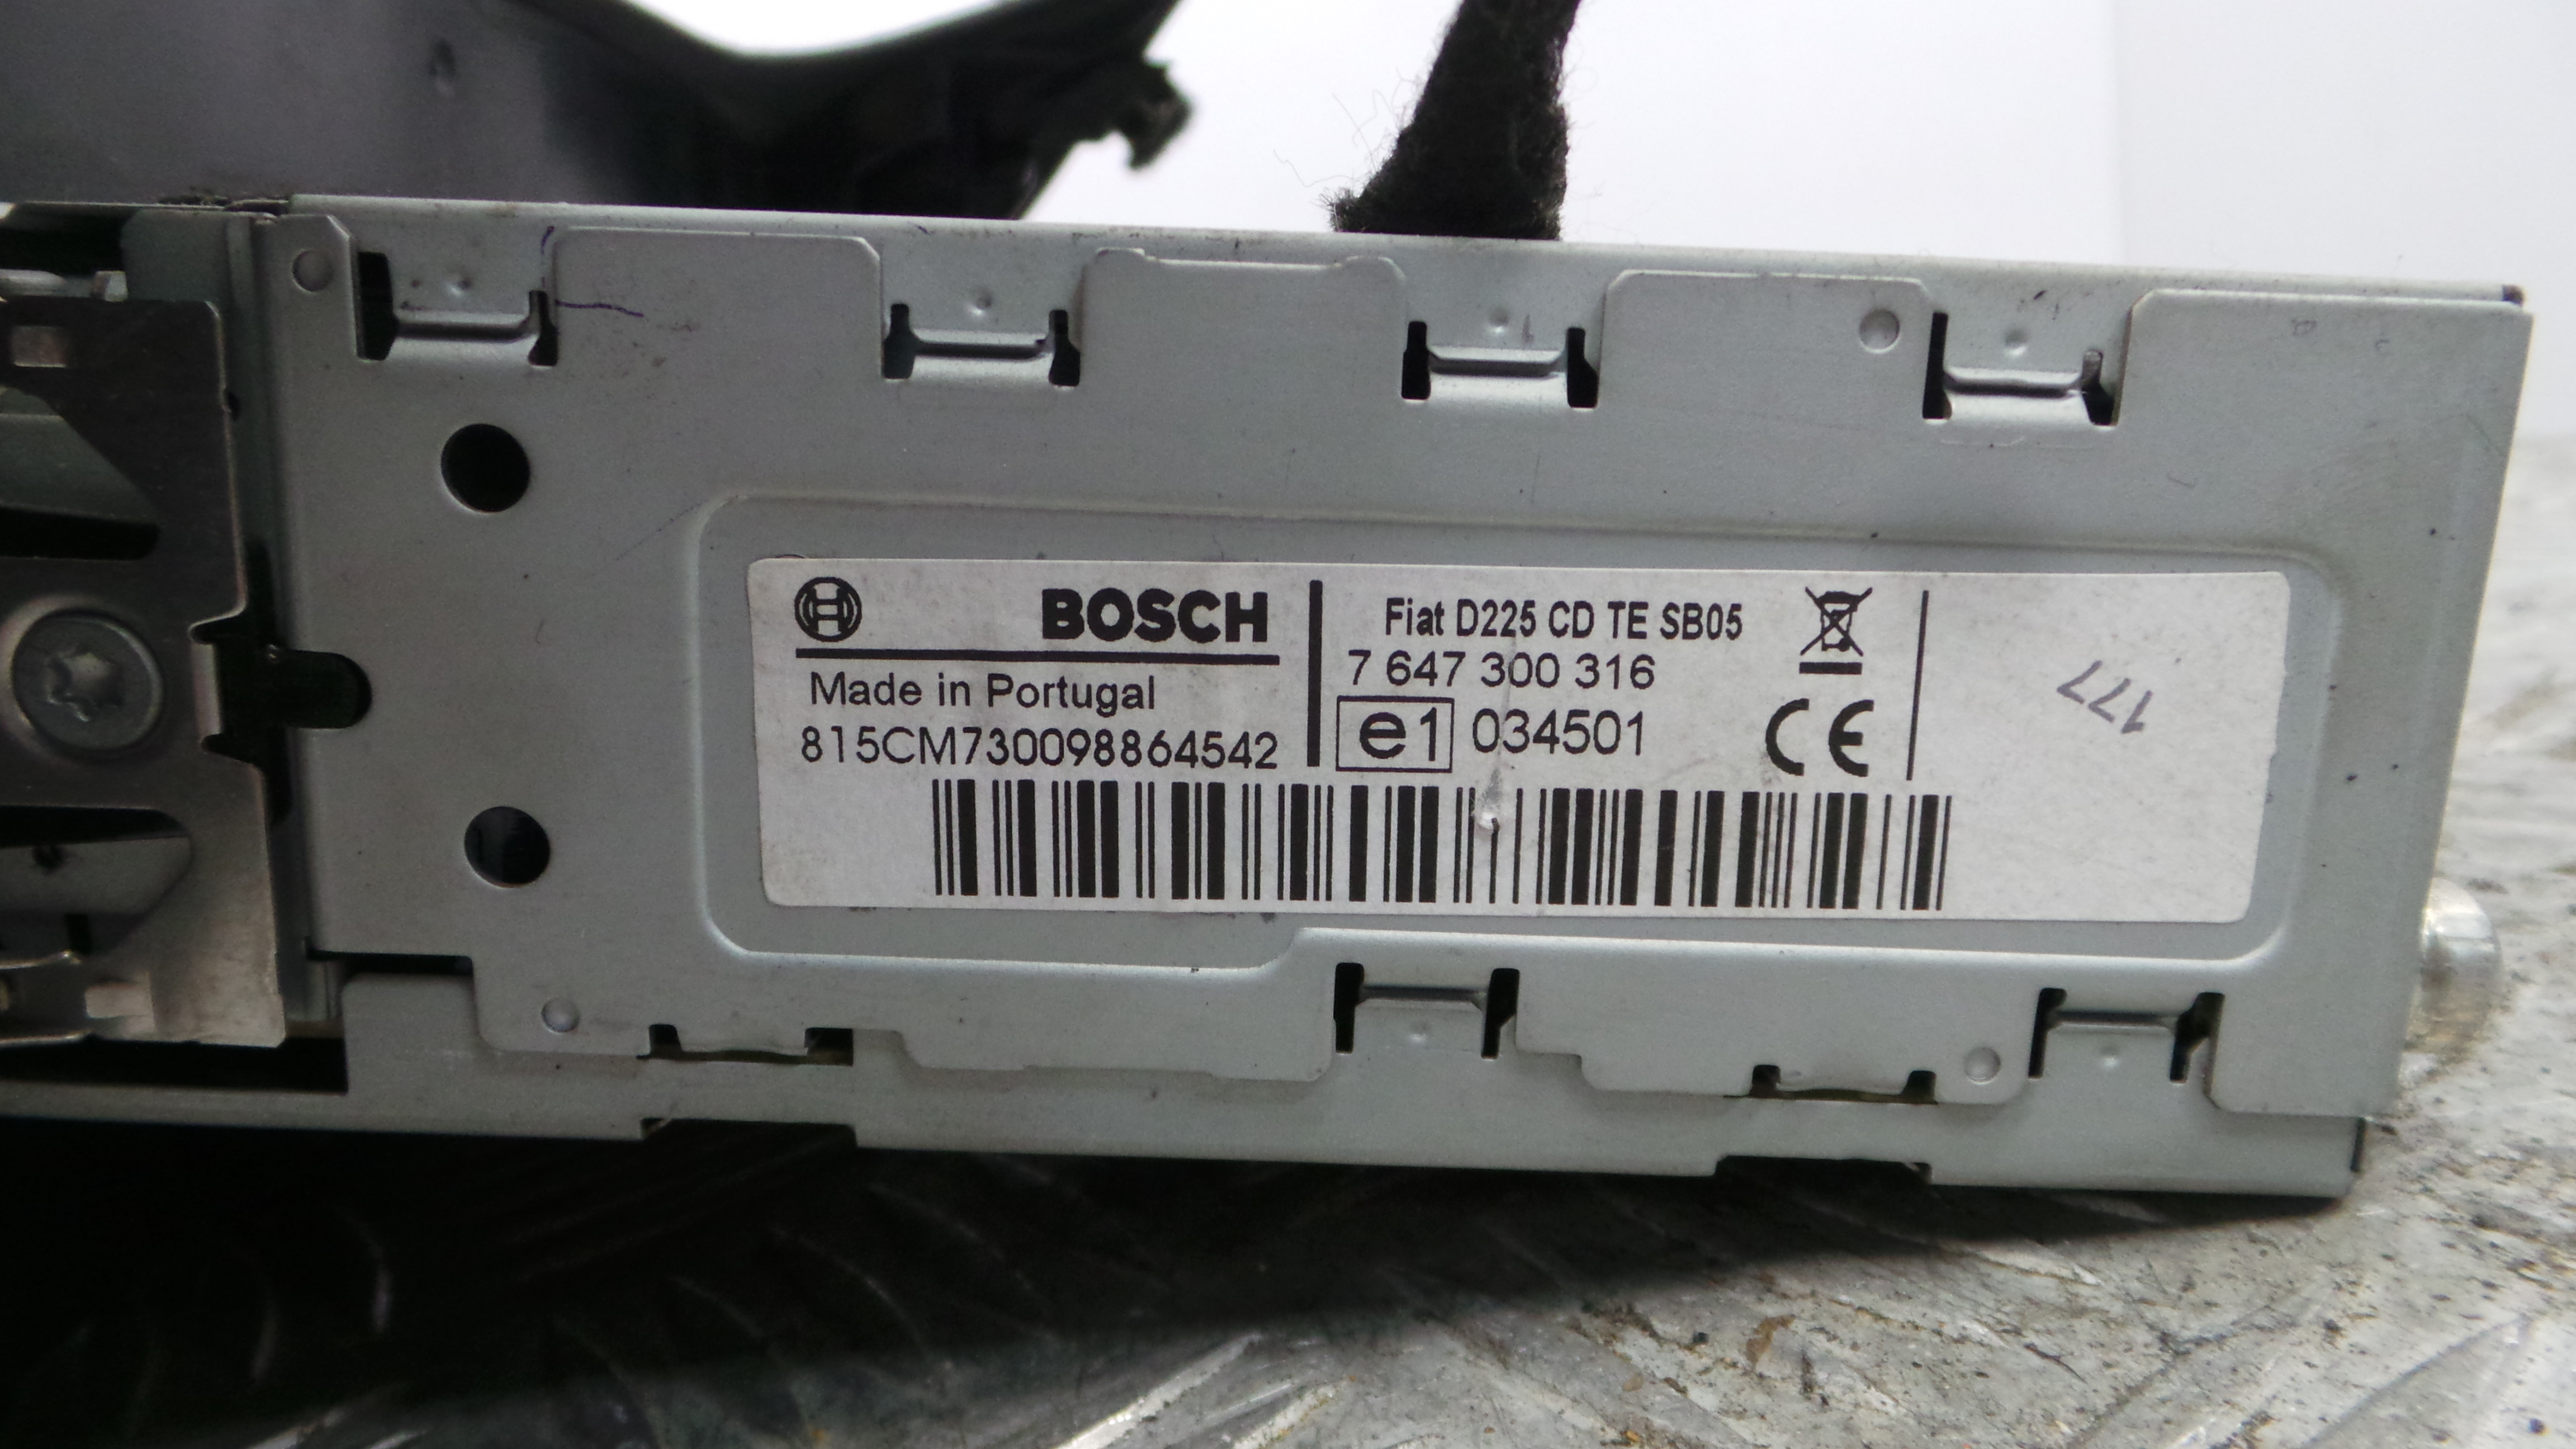 BOSCH
Made in Portugal
815CM730098864542
Fiat D225 CD TE SB05
7 647 300 316
e1 034501
CE
177